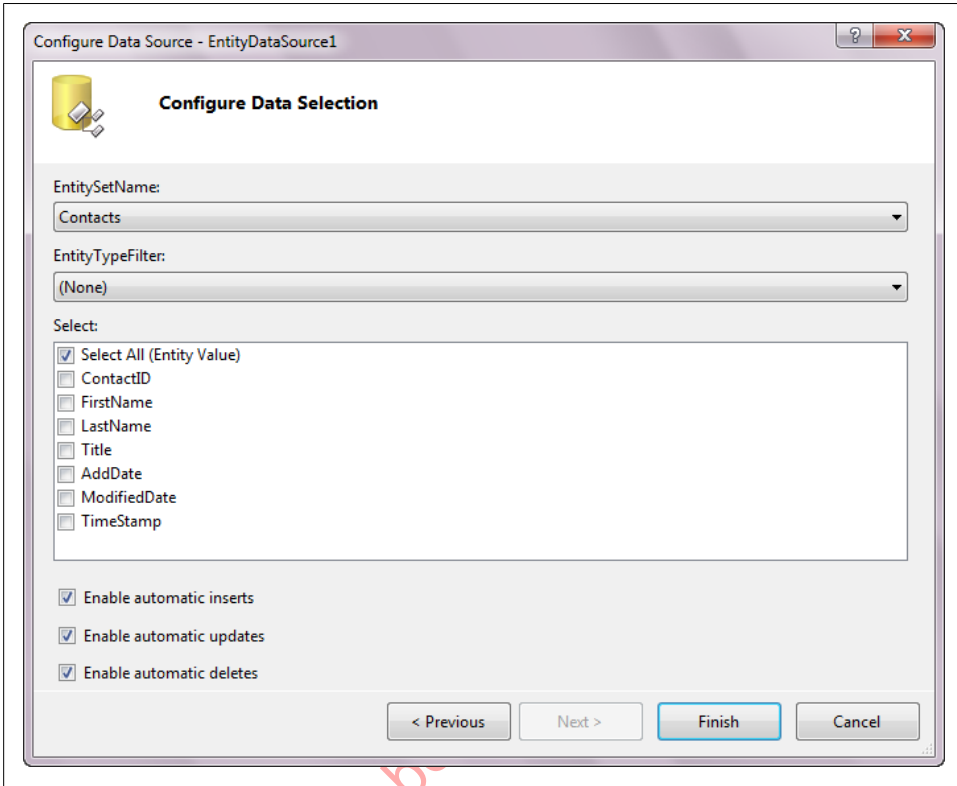 Configure Data Source - EntityDataSource1
Configure Data Selection
EntitySetName:
Contacts
EntityTypeFilter:
(None)
Select:
Select All (Entity Value)
ContactID
FirstName
LastName
Title
AddDate
ModifiedDate
TimeStamp
Enable automatic inserts
Enable automatic updates
Enable automatic deletes
< Previous Next > Finish Cancel